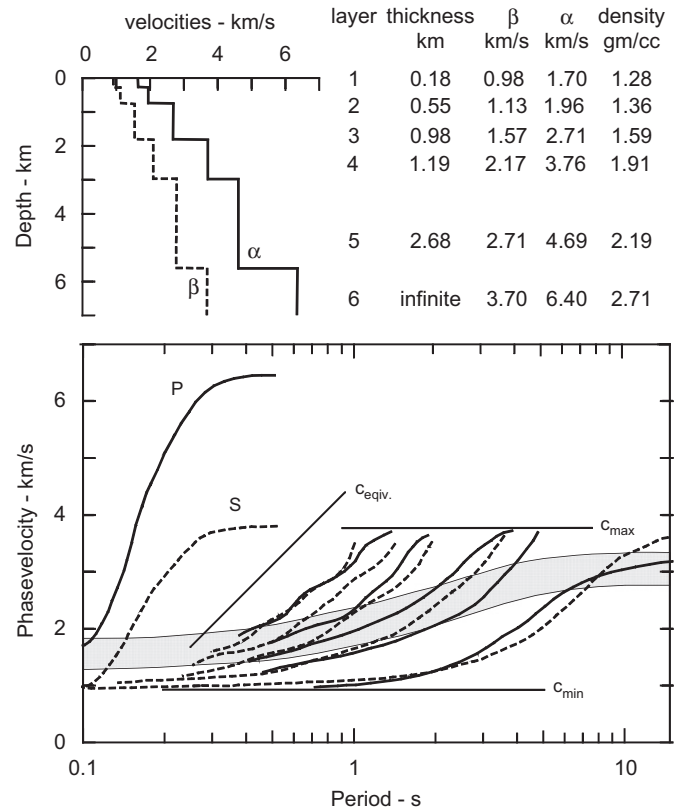 velocities - km/s
0 2 4 6
0
2
4
6
Depth - km
α
β
layer thickness β α density
km km/s km/s gm/cc
1 0.18 0.98 1.70 1.28
2 0.55 1.13 1.96 1.36
3 0.98 1.57 2.71 1.59
4 1.19 2.17 3.76 1.91
5 2.68 2.71 4.69 2.19
6 infinite 3.70 6.40 2.71
6
4
2
0
Phasevelocity - km/s
P
S
c eqiv.
c max
c min
0.1 1 10
Period - s